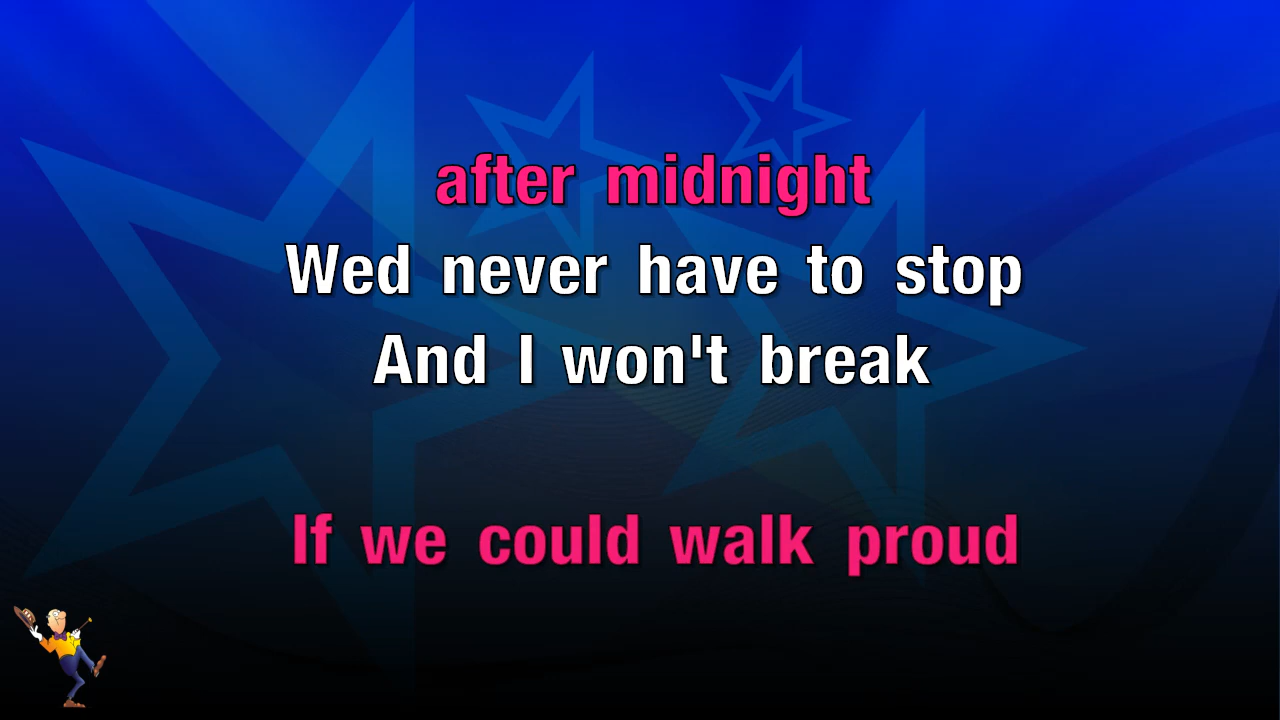 after midnight
Wed never have to stop
And I won't break
If we could walk proud